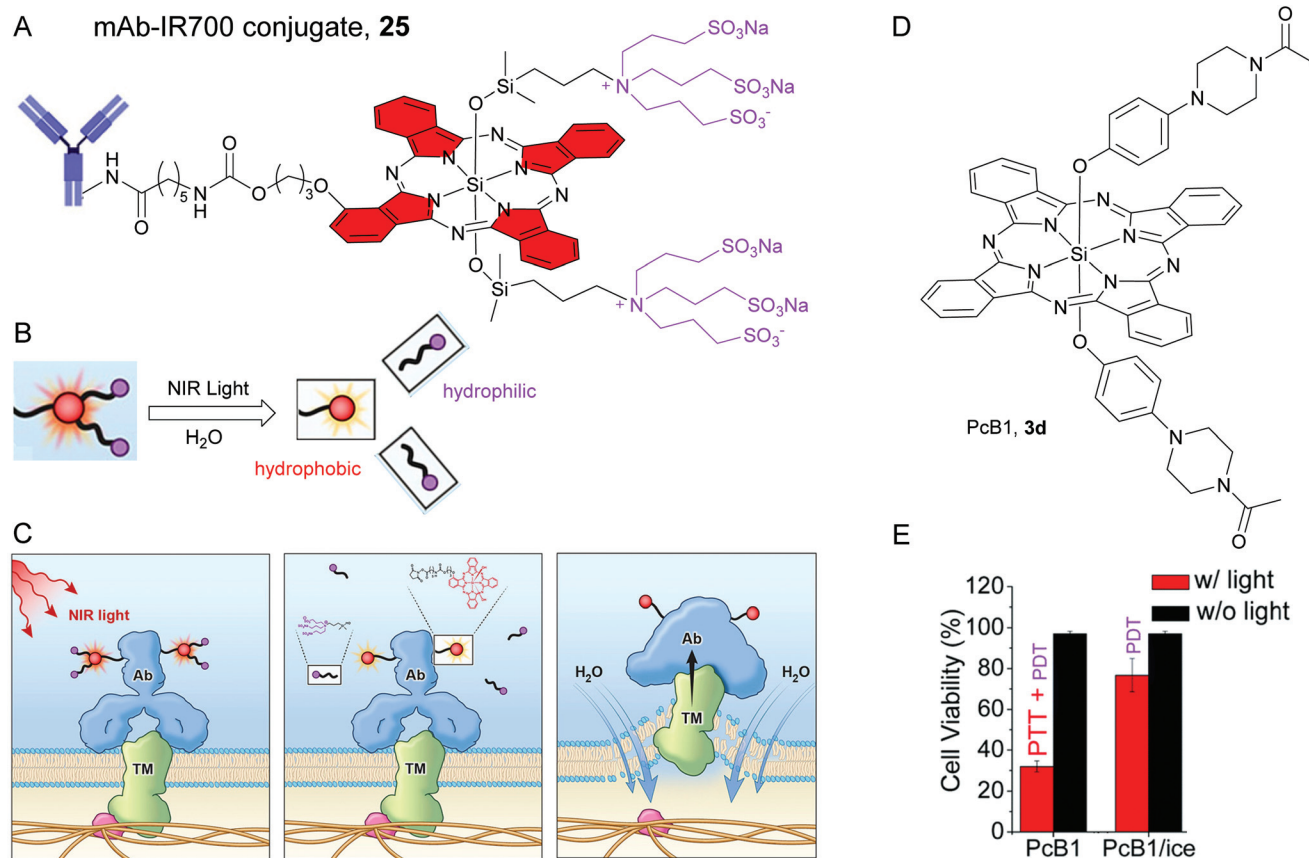 A
mAb-IR700 conjugate, 25
SO3Na
SO3Na
SO3-
N
+
Si
O
H
N
O
( )5
N
H
O
O
( )3
O
N
N
N
N
N
N
N
N
Si
O
Si
N
+
SO3Na
SO3Na
SO3-
B
NIR Light
H2O
hydrophilic
hydrophobic
C
NIR light
Ab
TM
Ab
TM
H2O
Ab
H2O
TM
D
O
N
N
O
N
N
N
N
N
N
N
N
Si
O
PcB1, 3d
N
N
O
E
w/ light
w/o light
Cell Viability (%)
120
100
80
60
40
20
0
PTT + PDT
PDT
PcB1
PcB1/ice